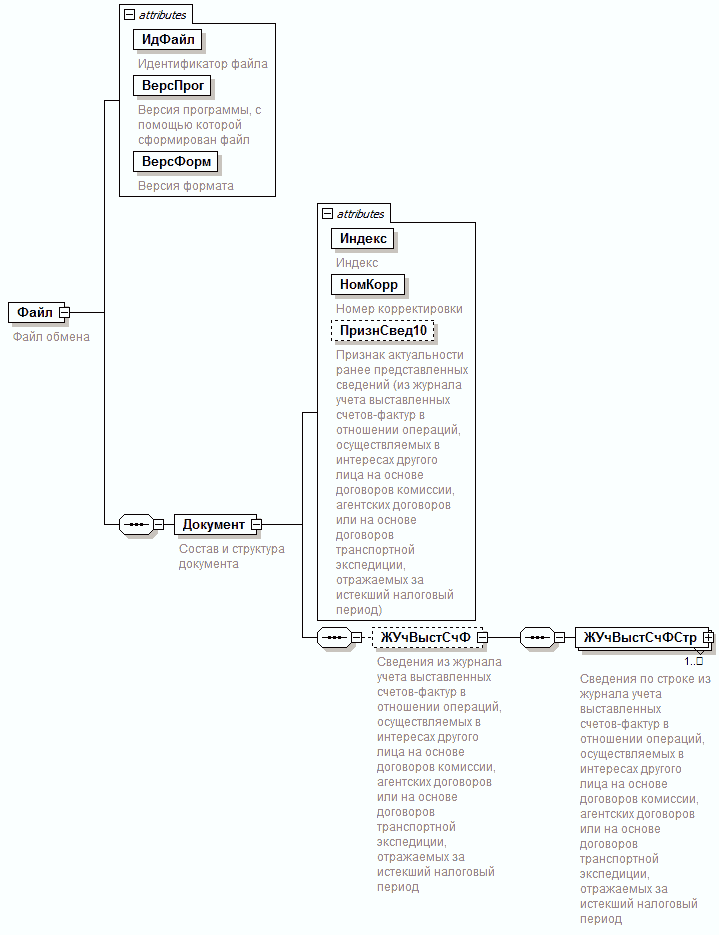 attributes
ИдФайл
Идентификатор файла
ВерсПрог
Версия программы, с
помощью которой
сформирован файл
ВерсФорм
Версия формата
Файл
Файл обмена
Документ
Состав и структура
документа
attributes
Индекс
Индекс
НомКорр
Номер корректировки
ПризнСвед10
Признак актуальности
ранее представленных
сведений (из журнала
учета выставленных
счетов-фактур в
отношении операций,
осуществляемых в
интересах другого
лица на основе
договоров комиссии,
агентских договоров
или на основе
договоров
транспортной
экспедиции,
отражаемых за
истекший налоговый
период)
ЖУчВыстСчФ
Сведения из журнала
учета выставленных
счетов-фактур в
отношении операций,
осуществляемых в
интересах другого
лица на основе
договоров комиссии,
агентских договоров
или на основе
договоров
транспортной
экспедиции,
отражаемых за
истекший налоговый
период
ЖУчВыстСчФСтр
1..
Сведения по строке из
журнала учета
выставленных
счетов-фактур в
отношении операций,
осуществляемых в
интересах другого
лица на основе
договоров комиссии,
агентских договоров
или на основе
договоров
транспортной
экспедиции,
отражаемых за
истекший налоговый
период